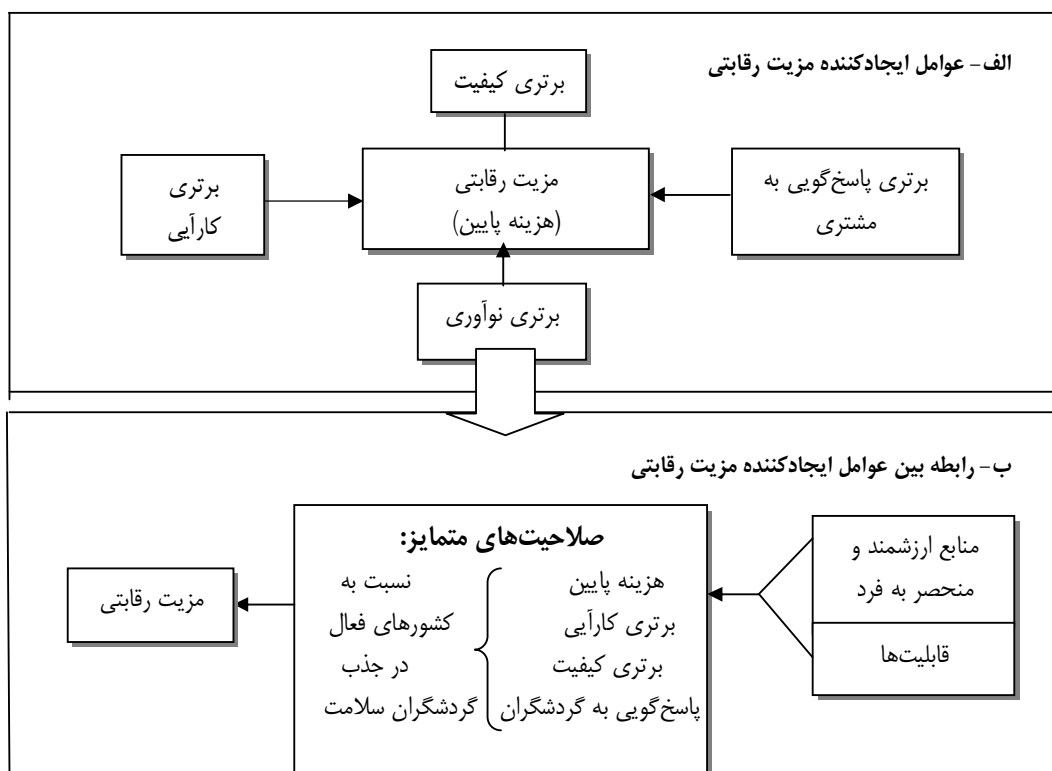 الف- عوامل ایجادکننده مزیت رقابتی
برتری کیفیت
برتری پاسخ‌گویی به
مشتری
مزیت رقابتی
(هزینه پایین)
برتری
کارآیی
برتری نوآوری
ب- رابطه بین عوامل ایجادکننده مزیت رقابتی
منابع ارزشمند و
منحصر به فرد
قابلیت‌ها
صلاحیت‌های متمایز:
هزینه پایین
برتری کارآیی
برتری کیفیت
پاسخ‌گویی به گردشگران
نسبت به
کشورهای فعال
در جذب
گردشگران سلامت
مزیت رقابتی